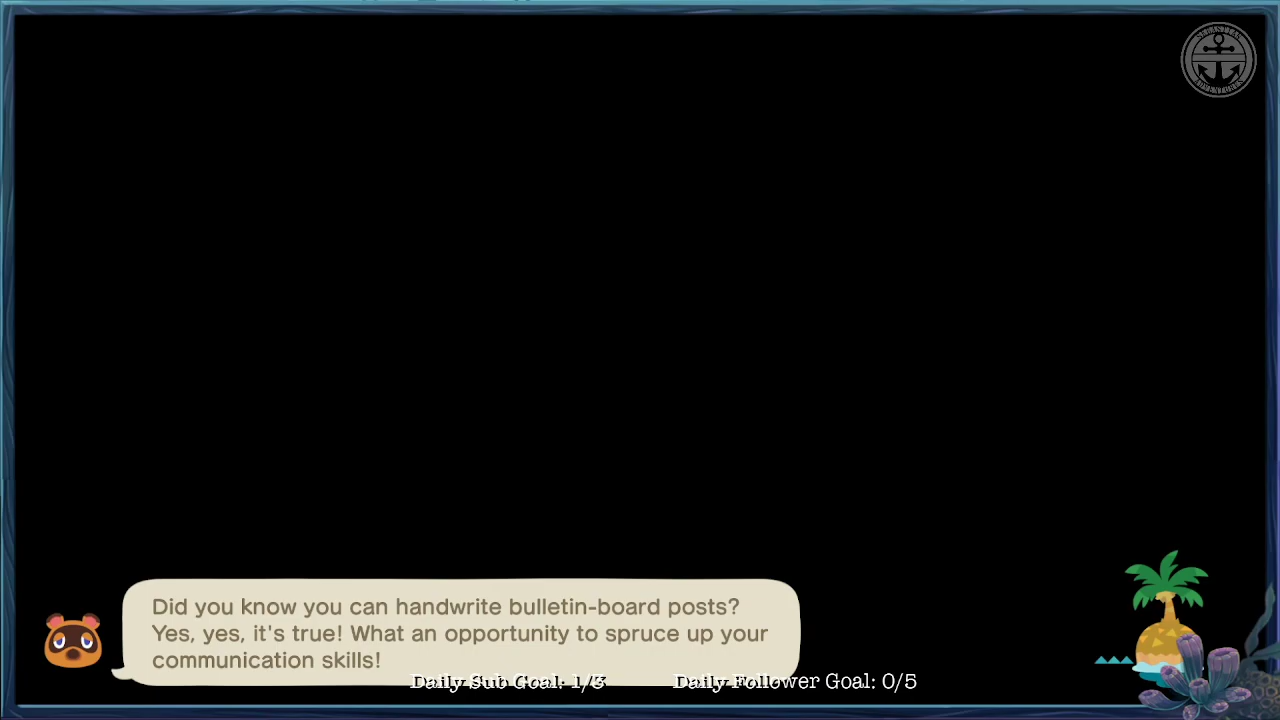 Did you know you can handwrite bulletin-board posts?
Yes, yes, it's true! What an opportunity to spruce up your
communication skills!
Daily Sub Goal: 1/3
Daily Follower Goal: 0/5